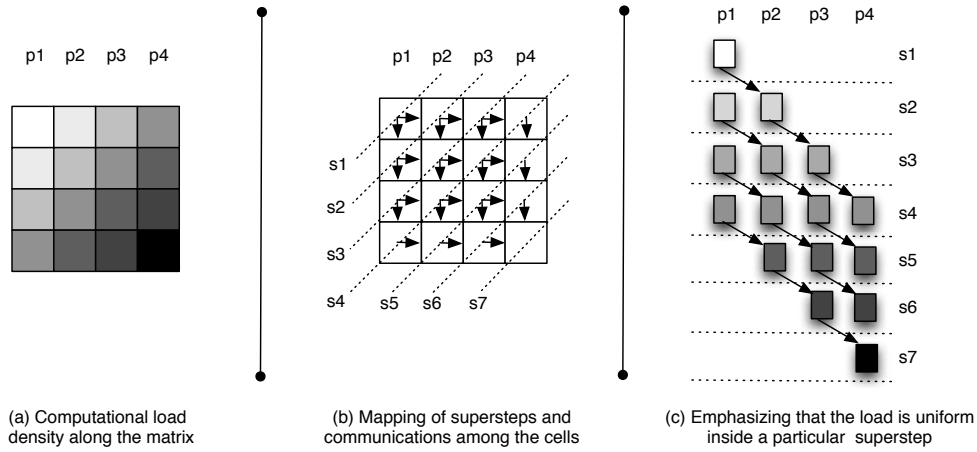 p1 p2 p3 p4
p1 p2 p3 p4
s1
s2
s3
s4 s5 s6 s7
p1 p2 p3 p4
s1
s2
s3
s4
s5
s6
s7
(a) Computational load
density along the matrix
(b) Mapping of supersteps and
communications among the cells
(c) Emphasizing that the load is uniform
inside a particular superstep